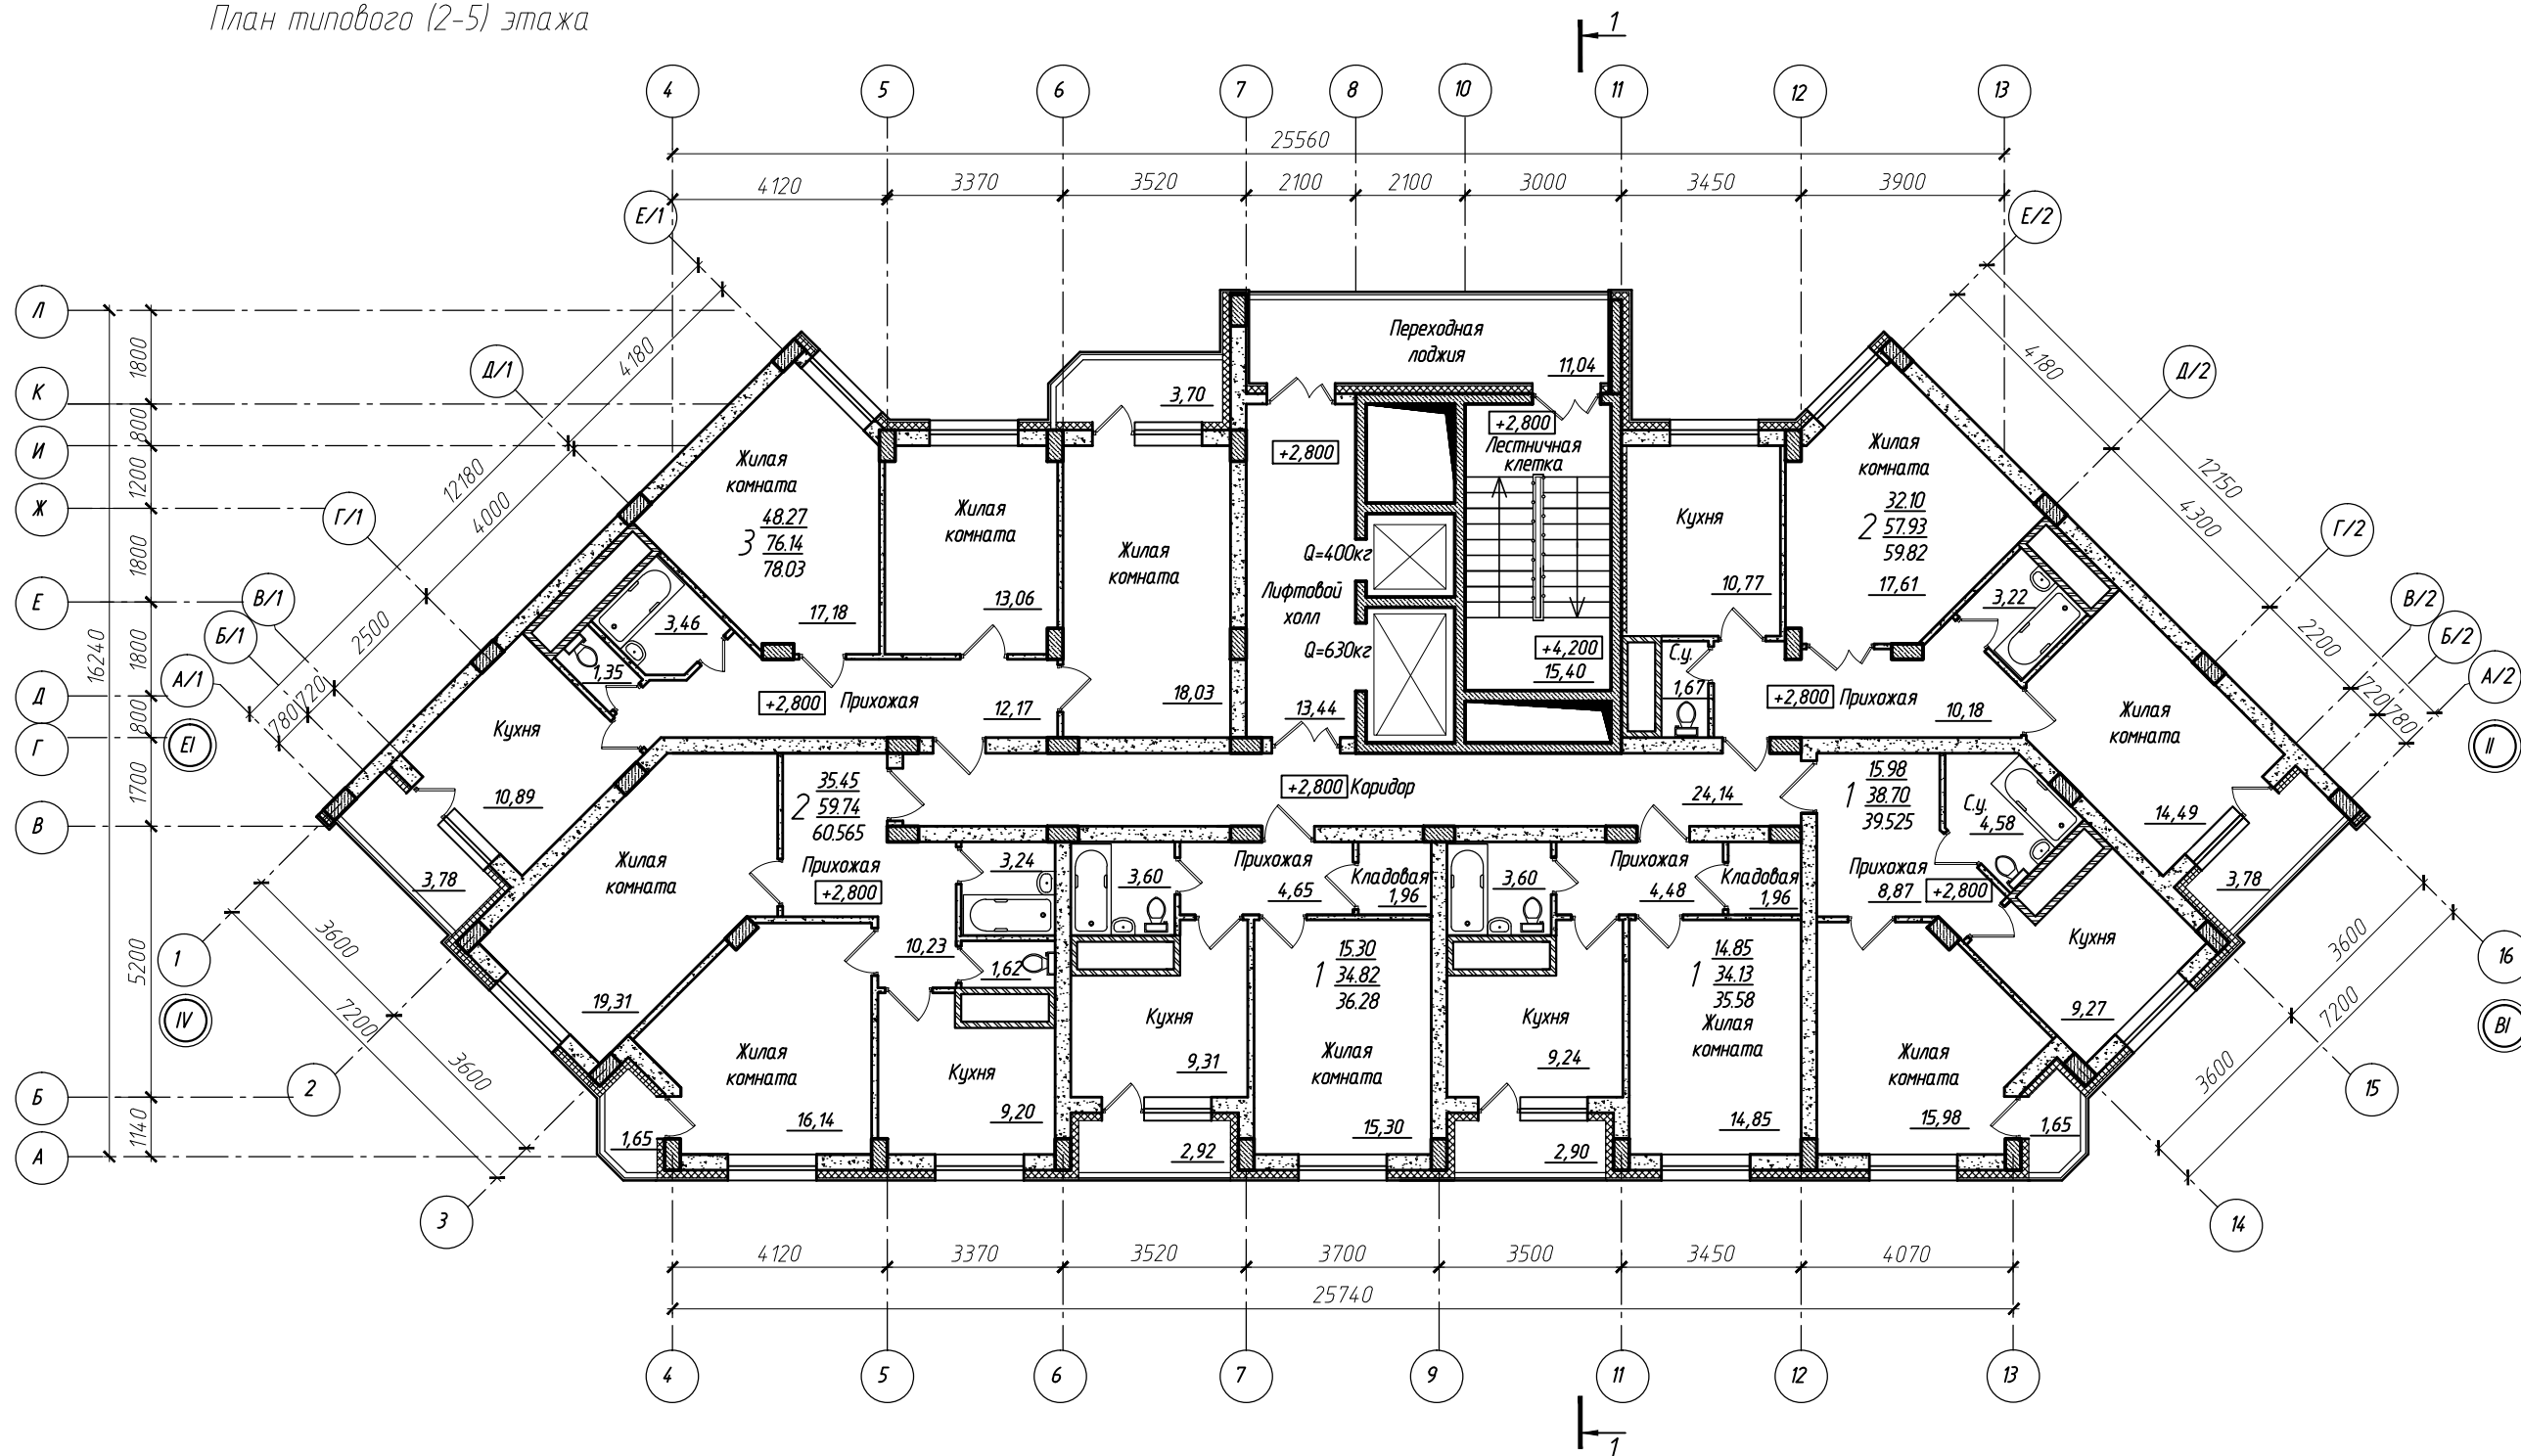 План типового (2-5) этажа
1
4
5
6
7
8
10
11
12
13
25560
4120
3370
3520
2100
2100
3000
3450
3900
Е/1
Е/2
Л
К
И
Ж
Е
Д
Г
В
Б
А
16240
1800
800
1200
1800
1800
800
1700
5200
1140
Д/1
Г/1
В/1
Б/1
А/1
ЕI
12180
4180
4000
2500
720
780
Д/2
Г/2
В/2
Б/2
А/2
II
12150
4180
4300
2200
720
780
Переходная
лоджия
11,04
3,70
+2,800
Лестничная
клетка
+4,200
15,40
+2,800
Q=400кг
Лифтовой
холл
Q=630кг
13,44
Жилая
комната
3
48.27
76.14
78.03
17,18
Жилая
комната
13,06
Жилая
комната
18,03
3,46
1,35
+2,800
Прихожая
12,17
Кухня
10,89
3,78
Кухня
10,77
С.у.
1,67
Жилая
комната
2
32.10
57.93
59.82
17,61
3,22
+2,800
Прихожая
10,18
Жилая
комната
14,49
3,78
+2,800
Коридор
24,14
2
35.45
59.74
60.565
Прихожая
+2,800
10,23
Жилая
комната
19,31
Жилая
комната
16,14
1,65
3,24
1,62
Кухня
9,20
3,60
Прихожая
4,65
Кладовая
1,96
Кухня
9,31
2,92
1
15.30
34.82
36.28
Жилая
комната
15,30
3,60
Прихожая
4,48
Кладовая
1,96
Кухня
9,24
2,90
1
14.85
34.13
35.58
Жилая
комната
14,85
1
15.98
38.70
39.525
С.у.
4,58
Прихожая
8,87
+2,800
Кухня
9,27
Жилая
комната
15,98
1,65
1
IV
2
3
3600
7200
3600
16
ВI
15
14
3600
7200
3600
4120
3370
3520
3700
3500
3450
4070
25740
4
5
6
7
9
11
12
13
1